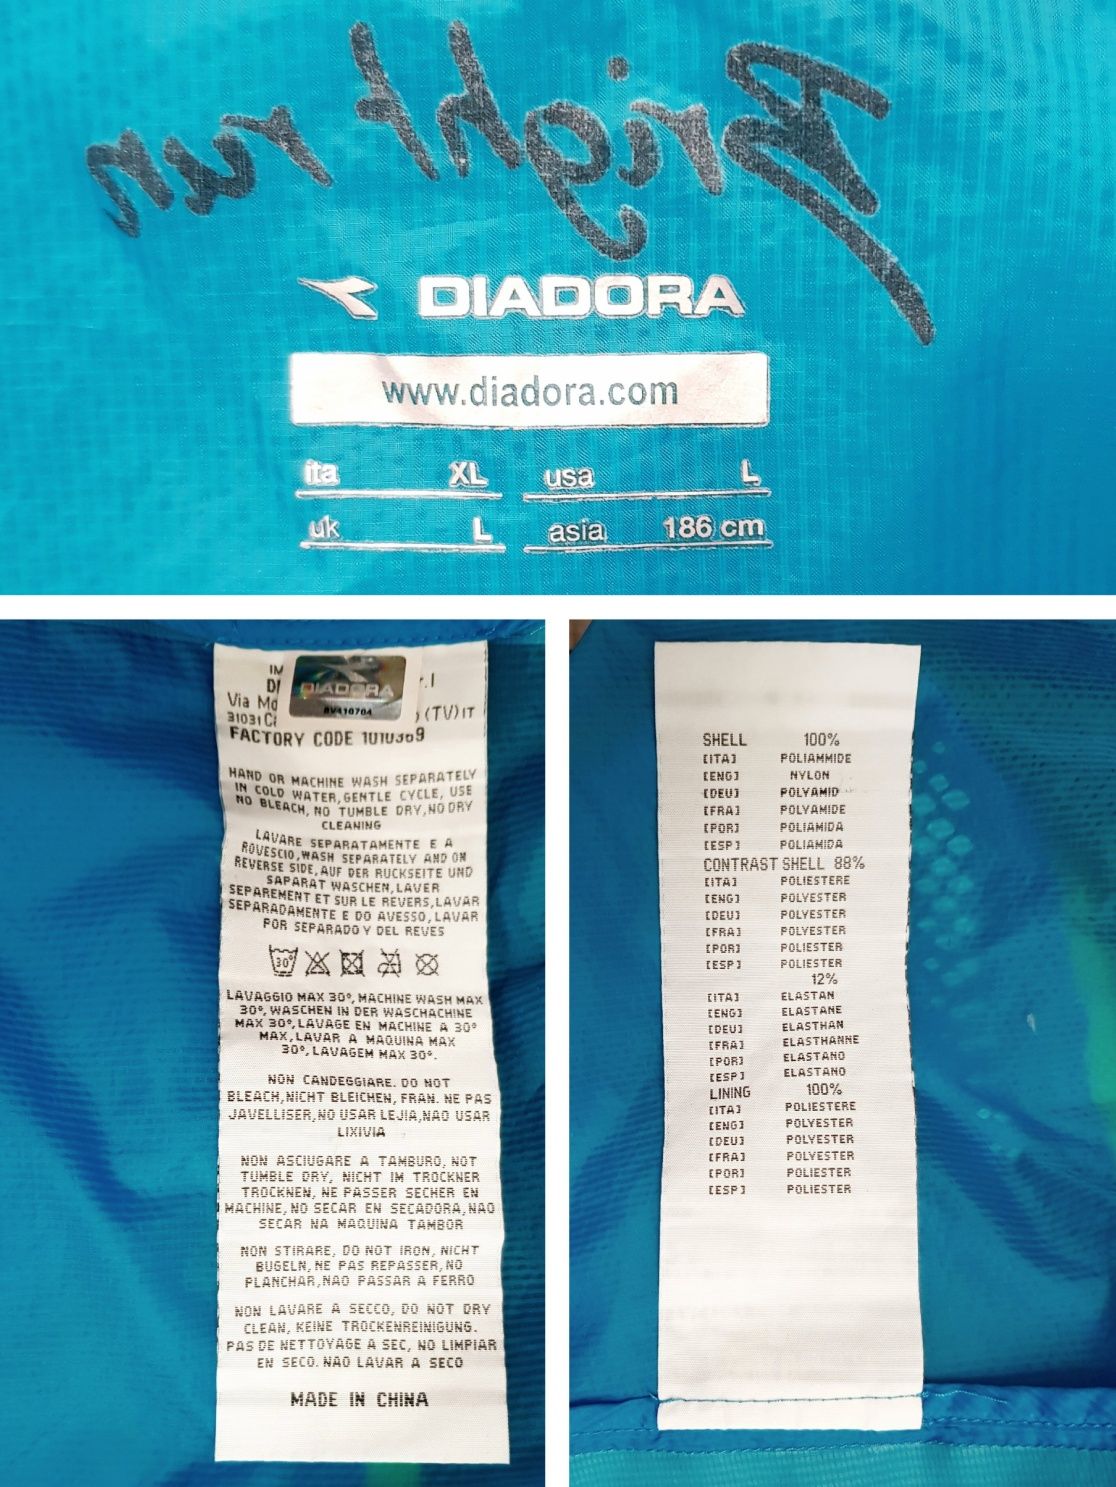 Bright run
DIADORA
www.diadora.com
ita XL usa L
uk L asia 186 cm
DIADORA
RV410704
Via
31031 (TV) IT
FACTORY CODE 1010369
HAND OR MACHINE WASH SEPARATELY
IN COLD WATER, GENTLE CYCLE, USE
NO BLEACH, NO TUMBLE DRY, NO DRY
CLEANING
LAVARE SEPARATAMENTE E A
ROVESCIO, WASH SEPARATELY AND ON
REVERSE SIDE, AUF DER RUCKSEITE UND
SAPARAT WASCHEN, LAVER
SEPAREMENT ET SUR LE REVERS, LAVAR
SEPARADAMENTE E DO AVESSO, LAVAR
POR SEPARADO Y DEL REVES
30°
LAVAGGIO MAX 30°, MACHINE WASH MAX
30°, WASCHEN IN DER WASCHACHINE
MAX 30°, LAVAGE EN MACHINE A 30°
MAX, LAVAR A MAQUINA MAX
30°, LAVAGEM MAX 30°.
NON CANDEGGIARE. DO NOT
BLEACH, NICHT BLEICHEN, FRAN. NE PAS
JAVELLISER, NO USAR LEJIA, NAO USAR
LIXIVIA
NON ASCIUGARE A TAMBURO, NOT
TUMBLE DRY, NICHT IM TROCKNER
TROCKNEN, NE PASSER SECHER EN
MACHINE, NO SECAR EN SECADORA, NAO
SECAR NA MAQUINA TAMBOR
NON STIRARE, DO NOT IRON, NICHT
BUGELN, NE PAS REPASSER, NO
PLANCHAR, NAO PASSAR A FERRO
NON LAVARE A SECCO, DO NOT DRY
CLEAN, KEINE TROCKENREINIGUNG.
PAS DE NETTOYAGE A SEC, NO LIMPIAR
EN SECO. NAO LAVAR A SECO
MADE IN CHINA
SHELL 100%
[ITA] POLIAMMIDE
[ENG] NYLON
[DEU] POLYAMID
[FRA] POLYAMIDE
[POR] POLIAMIDA
[ESP] POLIAMIDA
CONTRAST SHELL 88%
[ITA] POLIESTERE
[ENG] POLYESTER
[DEU] POLYESTER
[FRA] POLYESTER
[POR] POLIESTER
[ESP] POLIESTER
12%
[ITA] ELASTAN
[ENG] ELASTANE
[DEU] ELASTHAN
[FRA] ELASTHANNE
[POR] ELASTANO
[ESP] ELASTANO
LINING 100%
[ITA] POLIESTERE
[ENG] POLYESTER
[DEU] POLYESTER
[FRA] POLYESTER
[POR] POLIESTER
[ESP] POLIESTER